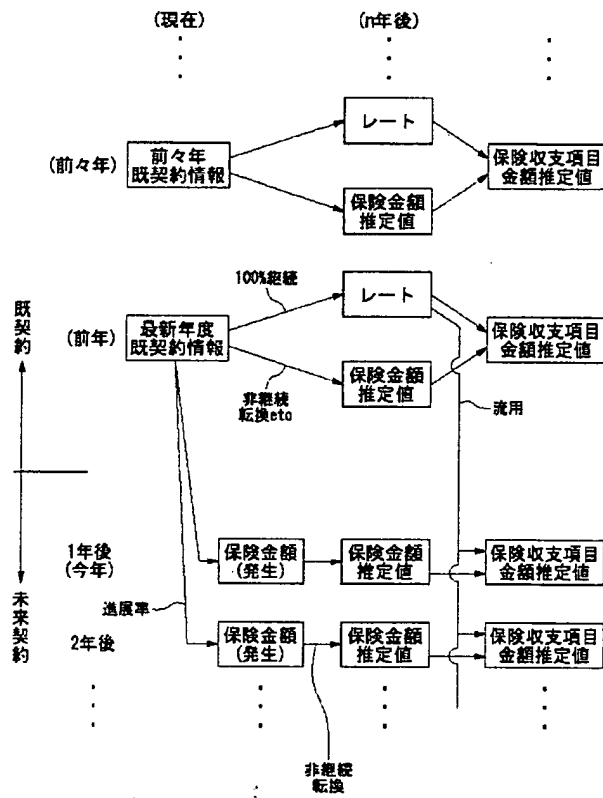 (現在)
(n年後)
レート
(前々年)
前々年
既契約情報
保険収支項目
金額推定値
保険金額
推定値
100%継続
レート
既契約
(前年)
最新年度
既契約情報
保険収支項目
金額推定値
非継続
転換etc
保険金額
推定値
流用
1年後
(今年)
保険金額
(発生)
保険金額
推定値
保険収支項目
金額推定値
未来契約
進展率
2年後
保険金額
(発生)
保険金額
推定値
保険収支項目
金額推定値
非継続
転換